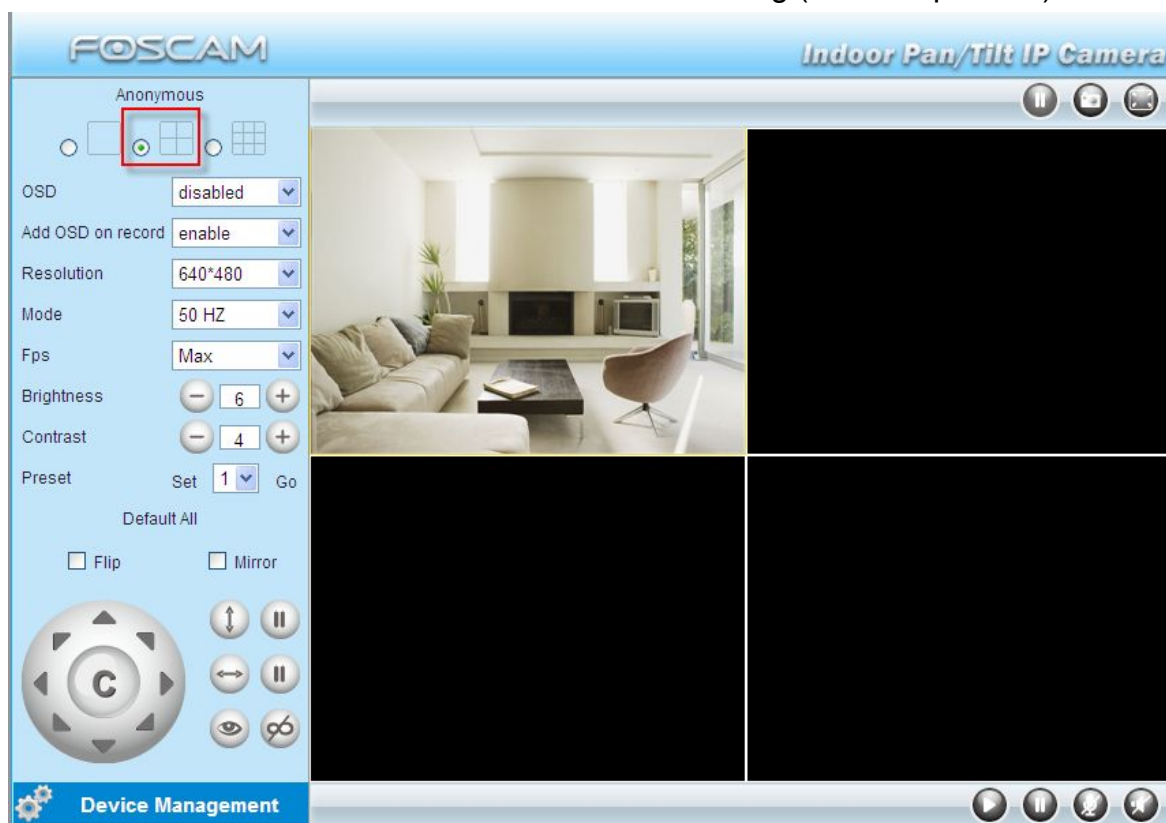 FOSCAM
Indoor Pan/Tilt IP Camera
Anonymous
OSD disabled
Add OSD on record enable
Resolution 640*480
Mode 50 HZ
Fps Max
Brightness 6
Contrast 4
Preset Set 1 Go
Default All
Flip Mirror
C
Device Management